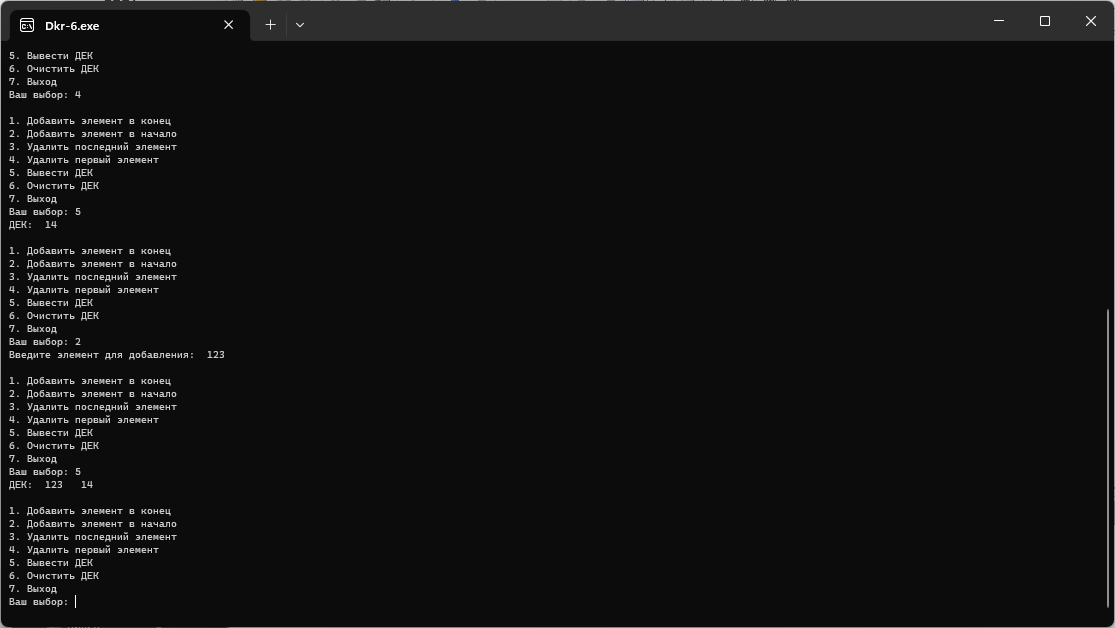 Dkr-6.exe
5. Вывести ДЕК
6. Очистить ДЕК
7. Выход
Ваш выбор: 4
1. Добавить элемент в конец
2. Добавить элемент в начало
3. Удалить последний элемент
4. Удалить первый элемент
5. Вывести ДЕК
6. Очистить ДЕК
7. Выход
Ваш выбор: 5
ДЕК:  14
1. Добавить элемент в конец
2. Добавить элемент в начало
3. Удалить последний элемент
4. Удалить первый элемент
5. Вывести ДЕК
6. Очистить ДЕК
7. Выход
Ваш выбор: 2
Введите элемент для добавления:  123
1. Добавить элемент в конец
2. Добавить элемент в начало
3. Удалить последний элемент
4. Удалить первый элемент
5. Вывести ДЕК
6. Очистить ДЕК
7. Выход
Ваш выбор: 5
ДЕК:  123   14
1. Добавить элемент в конец
2. Добавить элемент в начало
3. Удалить последний элемент
4. Удалить первый элемент
5. Вывести ДЕК
6. Очистить ДЕК
7. Выход
Ваш выбор: